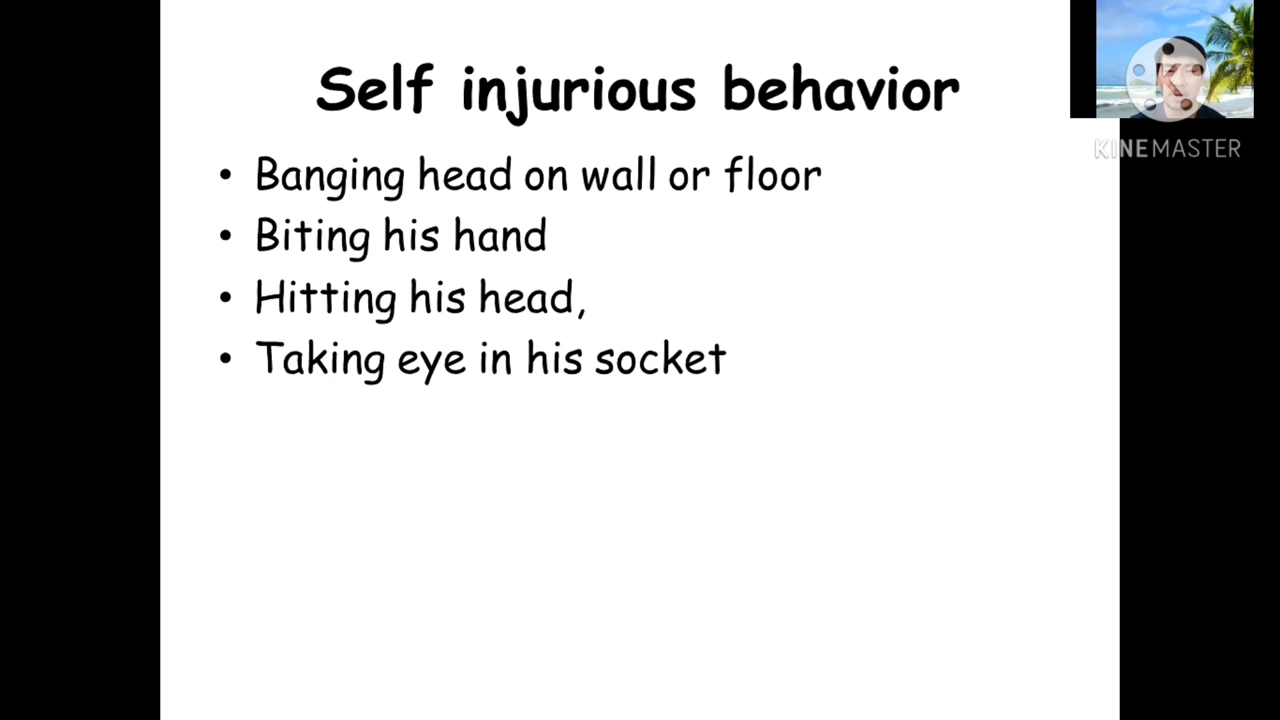 Self injurious behavior
• Banging head on wall or floor
• Biting his hand
• Hitting his head,
• Taking eye in his socket
KINEMASTER